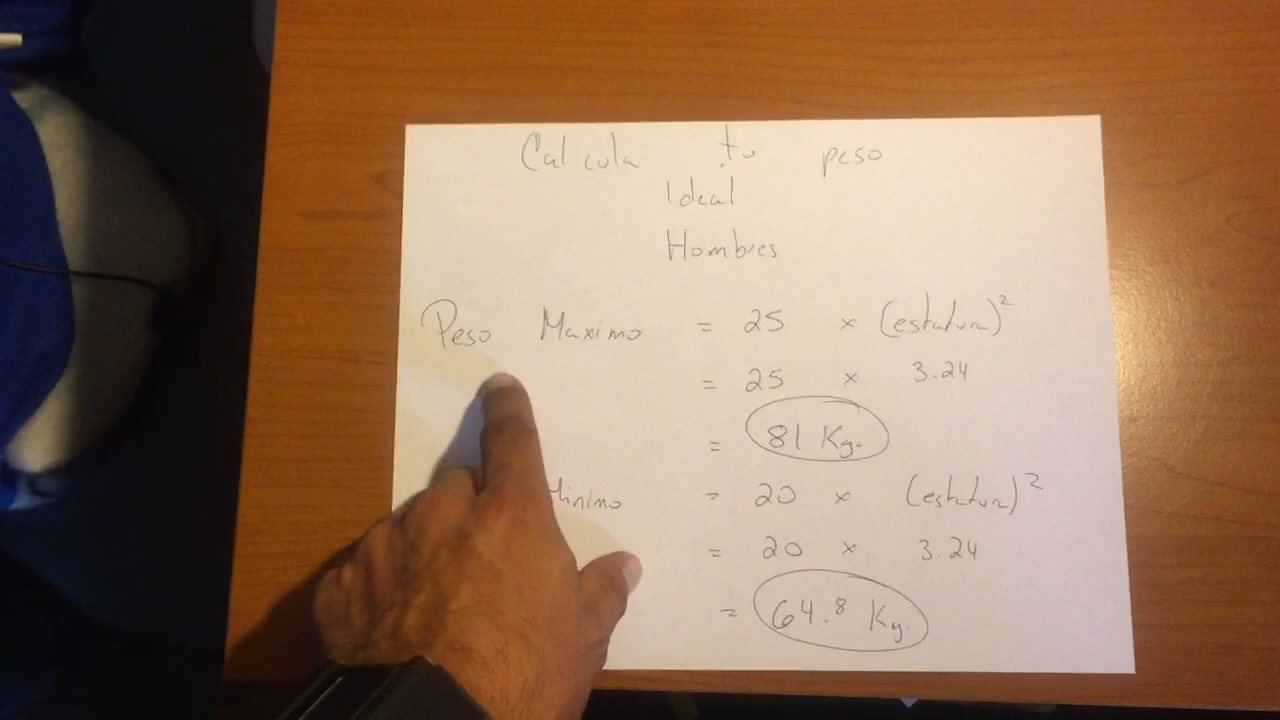 Calcula tu peso
Ideal
Hombres
Peso Maximo = 25 x (estatura)²
= 25 x 3.24
= 81 Kg.
Minimo = 20 x (estatura)²
= 20 x 3.24
= 64.8 Kg.